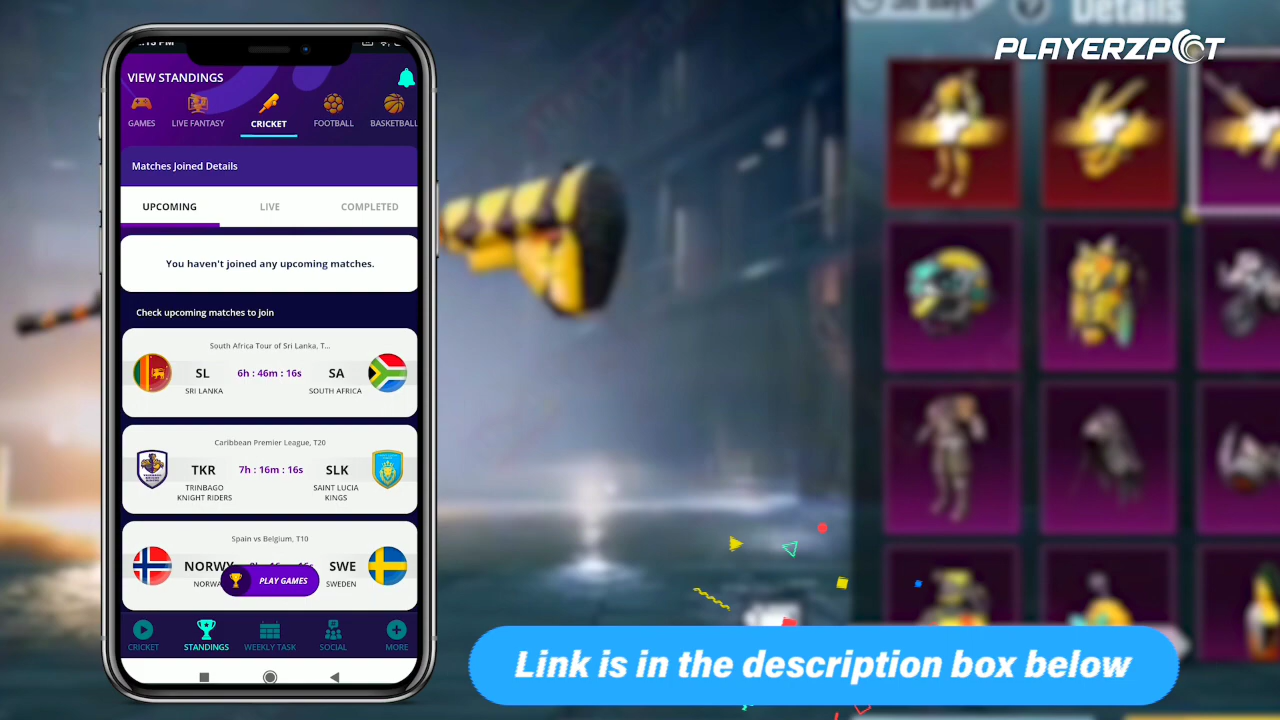 Details
PLAYERZPOT
VIEW STANDINGS
GAMES
LIVE FANTASY
CRICKET
FOOTBALL
BASKETBALL
Matches Joined Details
UPCOMING
LIVE
COMPLETED
You haven't joined any upcoming matches.
Check upcoming matches to join
South Africa Tour of Sri Lanka, T...
SL
6h : 46m : 16s
SA
SRI LANKA
SOUTH AFRICA
Caribbean Premier League, T20
TKR
7h : 16m : 16s
SLK
TRINBAGO
KNIGHT RIDERS
SAINT LUCIA
KINGS
Spain vs Belgium, T10
NORWY
SWE
SWEDEN
PLAY GAMES
CRICKET
STANDINGS
WEEKLY TASK
SOCIAL
MORE
Link is in the description box below